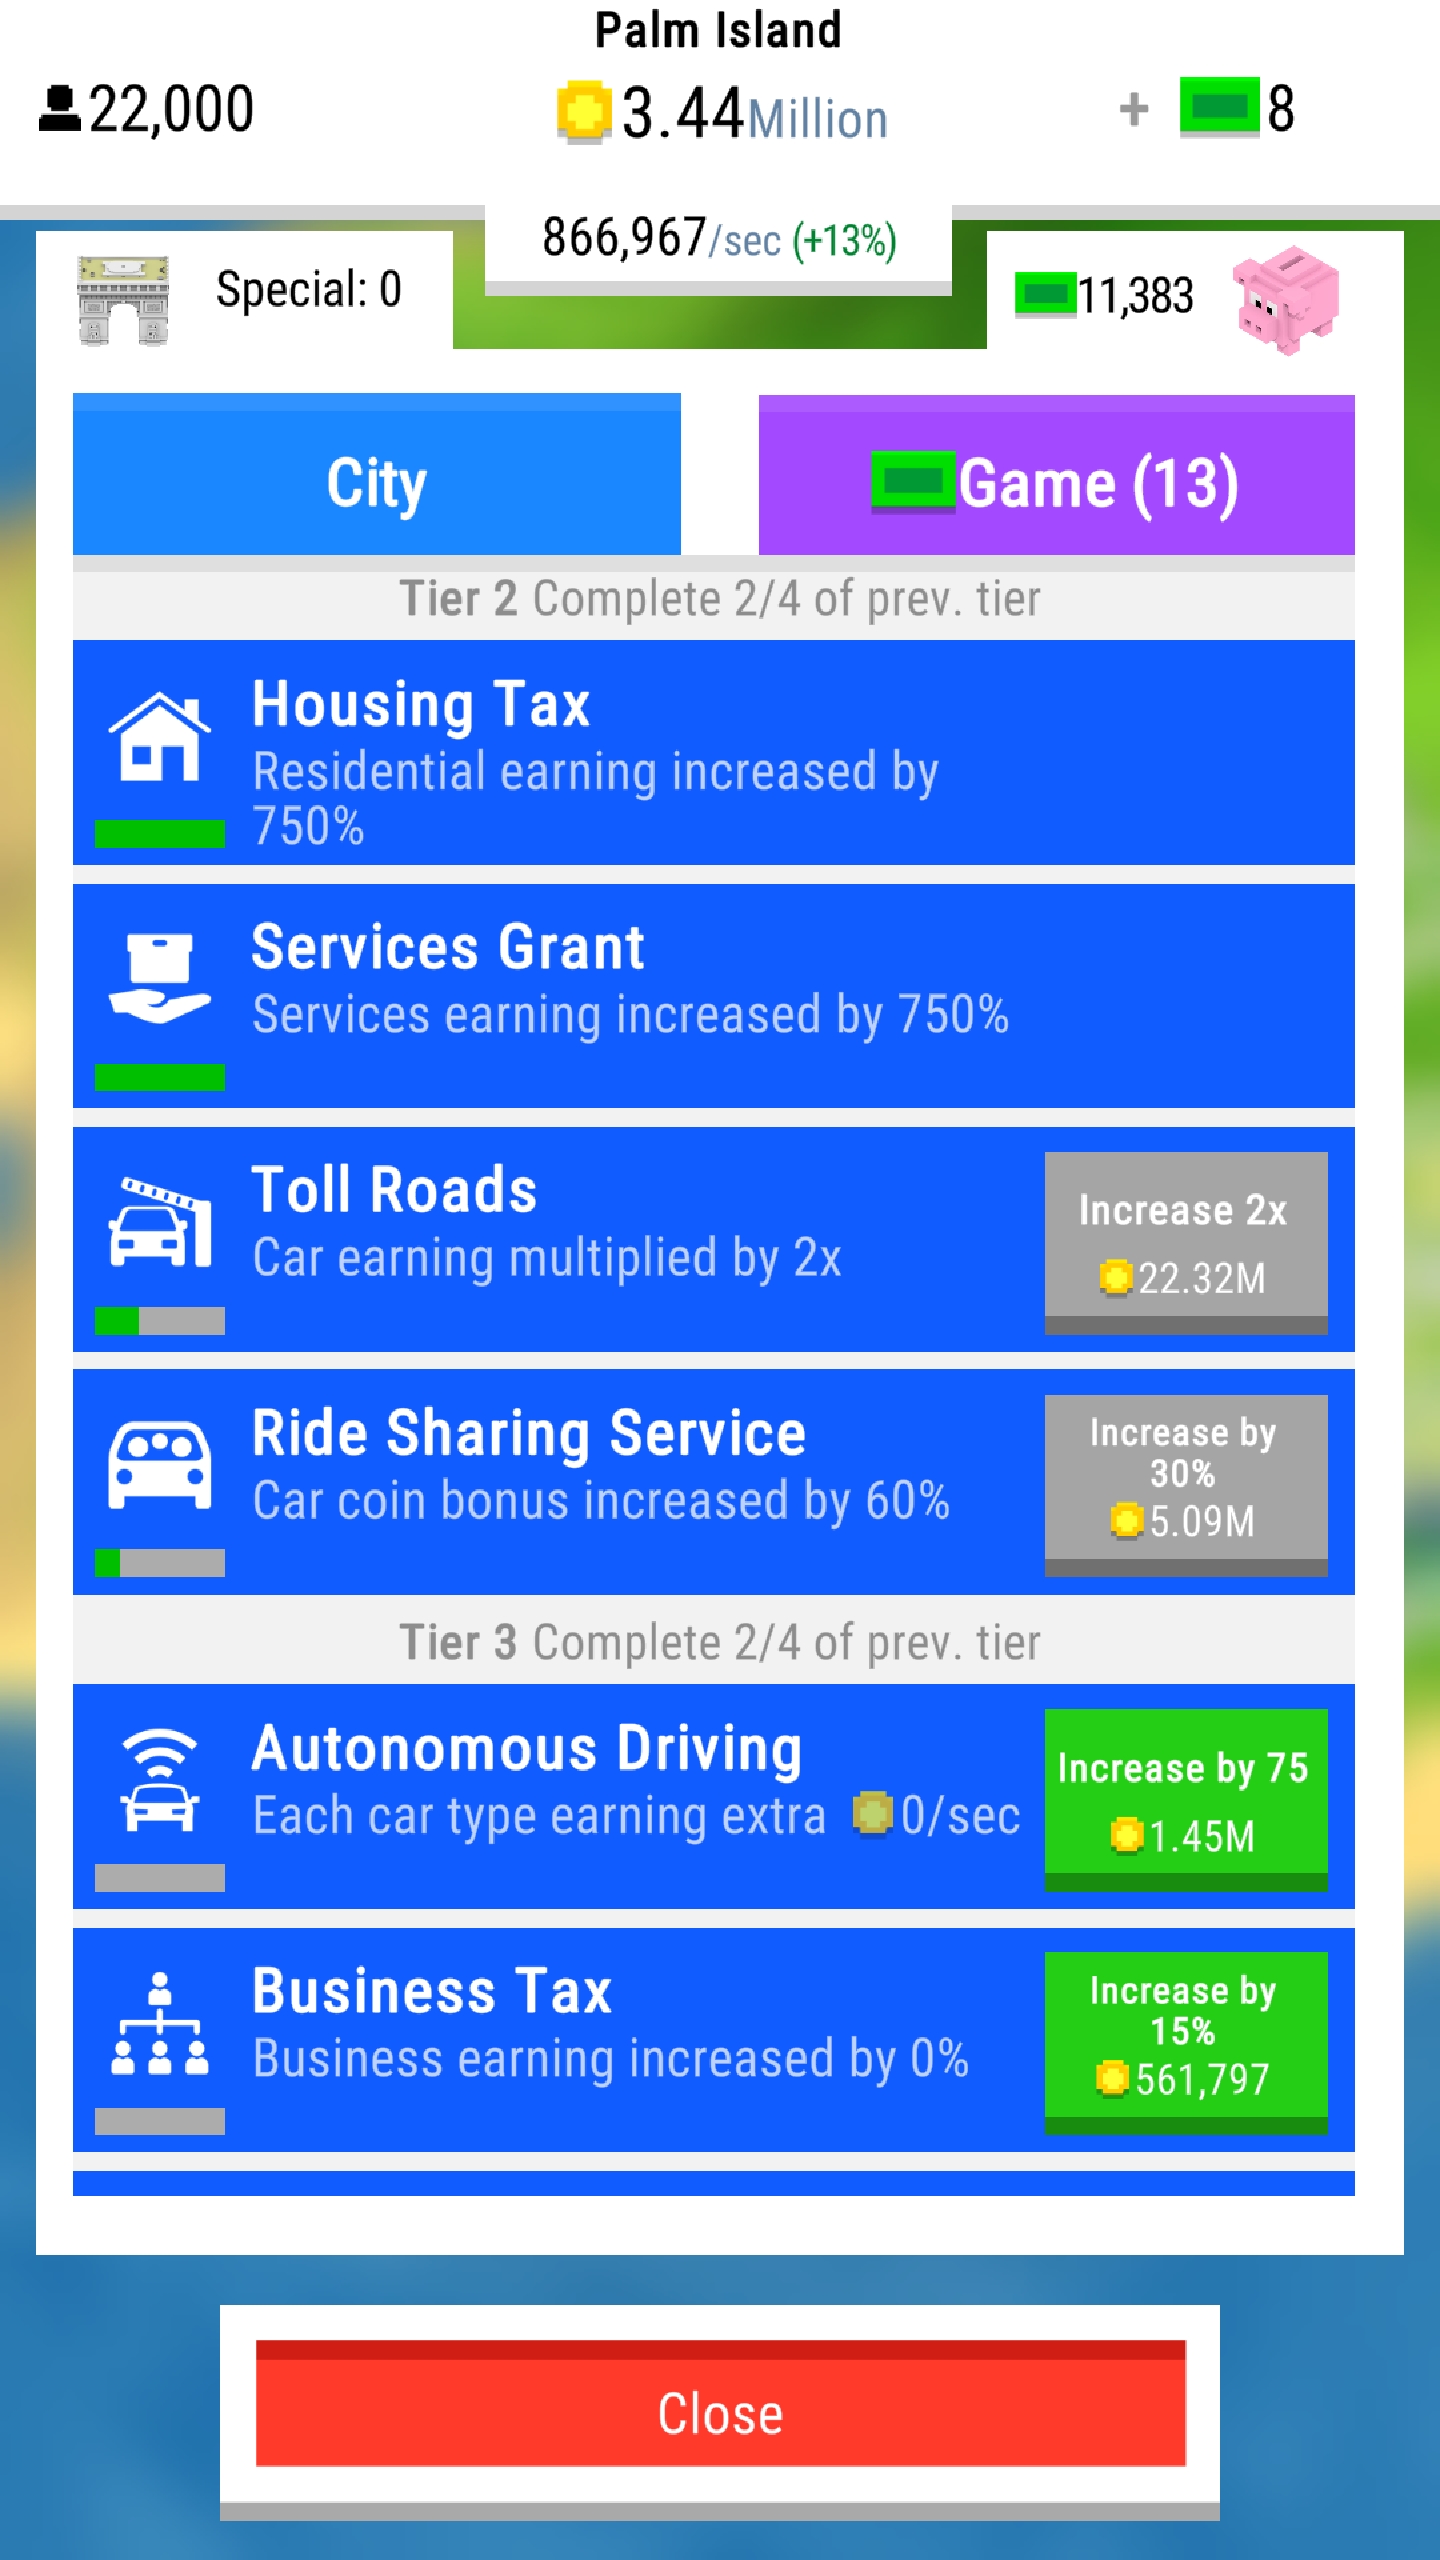 Palm Island
22,000
3.44Million
+ 8
866,967/sec (+13%)
Special: 0
11,383
City
Game (13)
Tier 2 Complete 2/4 of prev. tier
Housing Tax
Residential earning increased by
750%
Services Grant
Services earning increased by 750%
Toll Roads
Car earning multiplied by 2x
Increase 2x
22.32M
Ride Sharing Service
Car coin bonus increased by 60%
Increase by
30%
5.09M
Tier 3 Complete 2/4 of prev. tier
Autonomous Driving
Each car type earning extra 0/sec
Increase by 75
1.45M
Business Tax
Business earning increased by 0%
Increase by
15%
561,797
Close